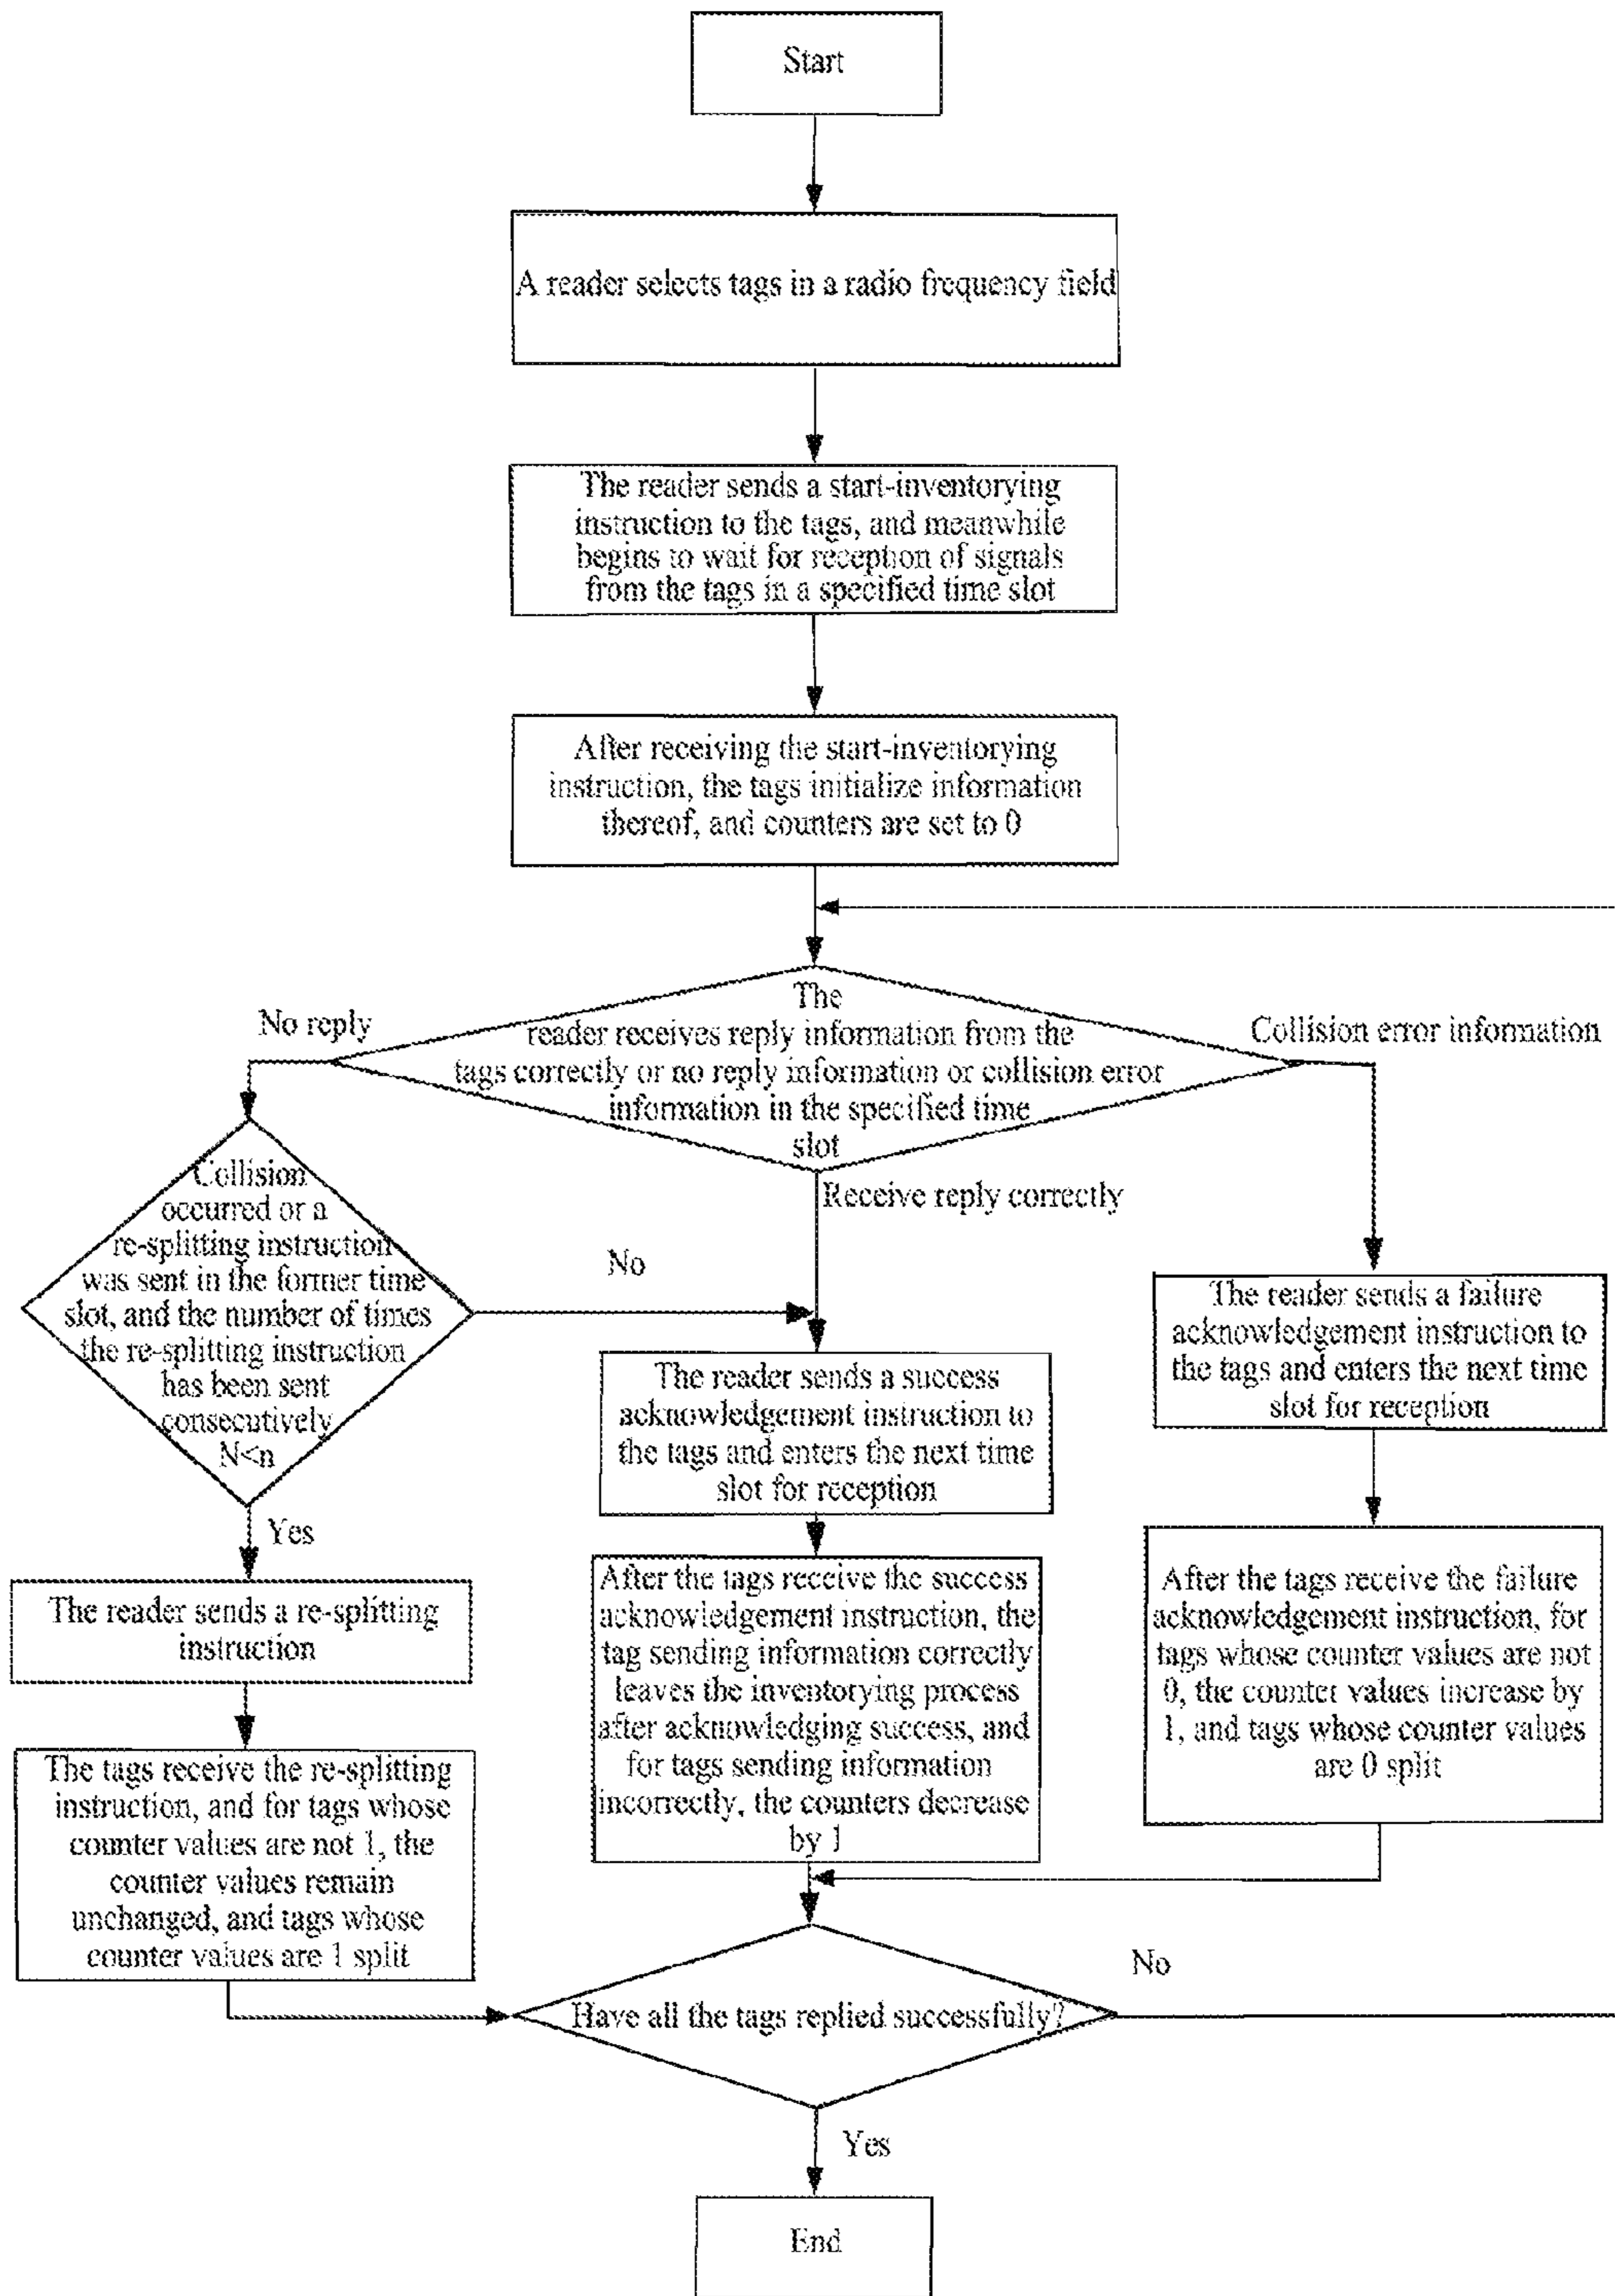 Start
A reader selects tags in a radio frequency field
The reader sends a start-inventorying
instruction to the tags, and meanwhile
begins to wait for reception of signals
from the tags in a specified time slot
After receiving the start-inventorying
instruction, the tags initialize information
thereof, and counters are set to 0
The
reader receives reply information from the
tags correctly or no reply information or collision error
information in the specified time
slot
No reply
Collision error information
Receive reply correctly
Collision
occurred or a
re-splitting instruction
was sent in the former time
slot, and the number of times
the re-splitting instruction
has been sent
consecutively
N<n
No
Yes
The reader sends a re-splitting
instruction
The tags receive the re-splitting
instruction, and for tags whose
counter values are not 1, the
counter values remain
unchanged, and tags whose
counter values are 1 split
The reader sends a success
acknowledgement instruction to
the tags and enters the next time
slot for reception
After the tags receive the success
acknowledgement instruction, the
tag sending information correctly
leaves the inventorying process
after acknowledging success, and
for tags sending information
incorrectly, the counters decrease
by 1
The reader sends a failure
acknowledgement instruction to
the tags and enters the next time
slot for reception
After the tags receive the failure
acknowledgement instruction, for
tags whose counter values are not
0, the counter values increase by
1, and tags whose counter values
are 0 split
Have all the tags replied successfully?
No
Yes
End